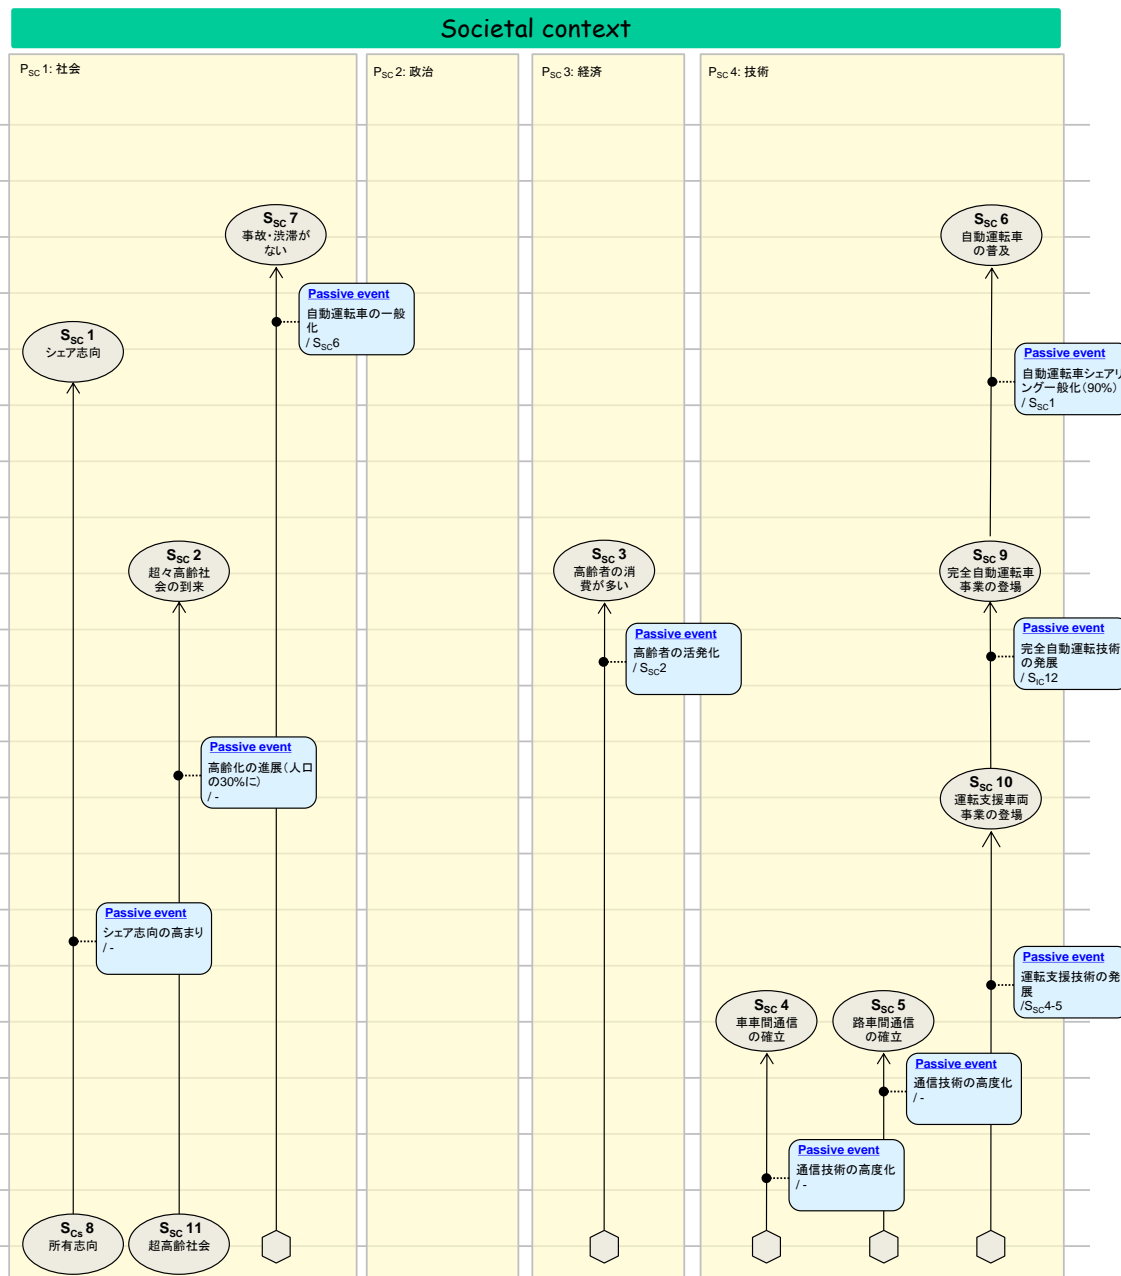 Societal context
PSC 1: 社会
PSC 2: 政治
PSC 3: 経済
PSC 4: 技術
SSC 7
事故・渋滞が
ない
SSC 6
自動運転車
の普及
Passive event
自動運転車の一般
化
/ SSC6
SSC 1
シェア志向
Passive event
自動運転車シェアリ
ング一般化（90%）
/ SSC1
SSC 2
超々高齢社
会の到来
SSC 3
高齢者の消
費が多い
SSC 9
完全自動運転車
事業の登場
Passive event
高齢者の活発化
/ SSC2
Passive event
完全自動運転技術
の発展
/ SIC12
Passive event
高齢化の進展（人口
の30%に）
/ -
SSC 10
運転支援車両
事業の登場
Passive event
シェア志向の高まり
/ -
Passive event
運転支援技術の発
展
/SSC4-5
SSC 4
車車間通信
の確立
SSC 5
路車間通信
の確立
Passive event
通信技術の高度化
/ -
Passive event
通信技術の高度化
/ -
SCs 8
所有志向
SSC 11
超高齢社会